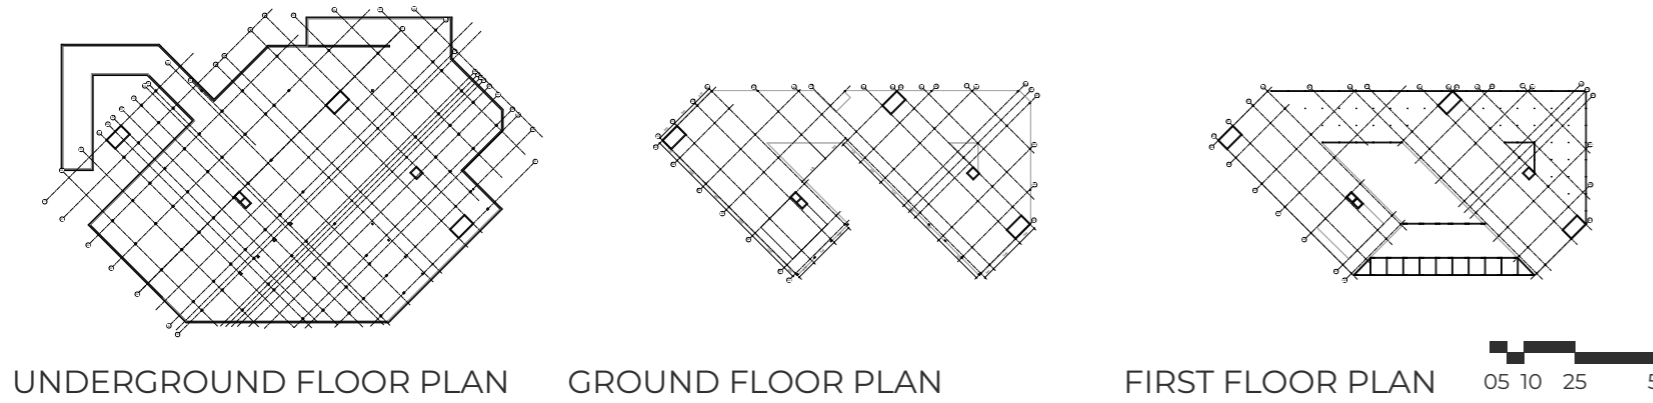 UNDERGROUND FLOOR PLAN
GROUND FLOOR PLAN
FIRST FLOOR PLAN
05 10 25